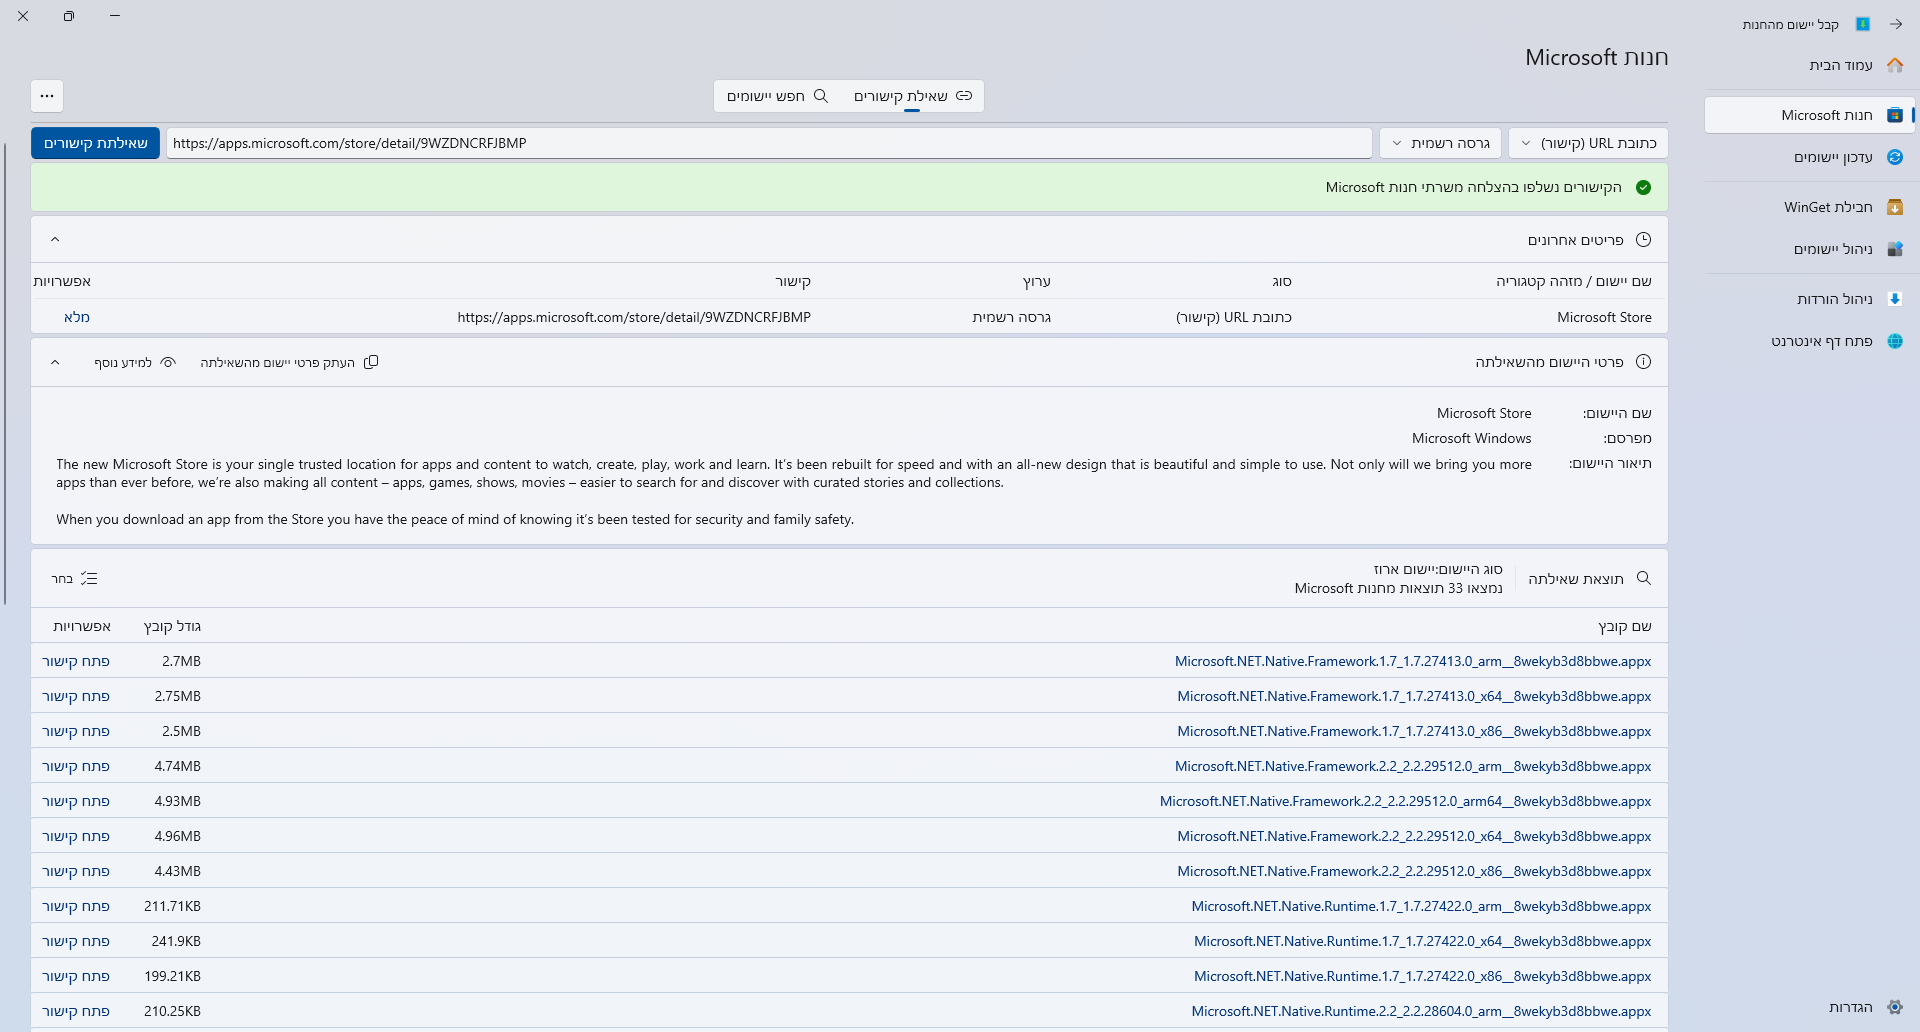 קבל יישום מהחנות
עמוד הבית
חנות Microsoft
עדכון יישומים
חבילת WinGet
ניהול יישומים
ניהול הורדות
פתח דף אינטרנט
הגדרות
חנות Microsoft
שאילת קישורים
חפש יישומים
כתובת URL (קישור)
גרסה רשמית
https://apps.microsoft.com/store/detail/9WZDNCRFJBMP
שאילתת קישורים
הקישורים נשלפו בהצלחה משרתי חנות Microsoft
פריטים אחרונים
שם יישום / מזהה קטגוריה סוג ערוץ קישור אפשרויות
Microsoft Store כתובת URL (קישור) גרסה רשמית https://apps.microsoft.com/store/detail/9WZDNCRFJBMP מלא
פרטי היישום מהשאילתה
העתק פרטי יישום מהשאילתה
למידע נוסף
שם היישום: Microsoft Store
מפרסם: Microsoft Windows
תיאור היישום: The new Microsoft Store is your single trusted location for apps and content to watch, create, play, work and learn. It’s been rebuilt for speed and with an all-new design that is beautiful and simple to use. Not only will we bring you more
apps than ever before, we’re also making all content – apps, games, shows, movies – easier to search for and discover with curated stories and collections.
When you download an app from the Store you have the peace of mind of knowing it’s been tested for security and family safety.
תוצאת שאילתה
סוג היישום:יישום ארוז
נמצאו 33 תוצאות מחנות Microsoft
בחר
שם קובץ גודל קובץ אפשרויות
Microsoft.NET.Native.Framework.1.7_1.7.27413.0_arm__8wekyb3d8bbwe.appx 2.7MB פתח קישור
Microsoft.NET.Native.Framework.1.7_1.7.27413.0_x64__8wekyb3d8bbwe.appx 2.75MB פתח קישור
Microsoft.NET.Native.Framework.1.7_1.7.27413.0_x86__8wekyb3d8bbwe.appx 2.5MB פתח קישור
Microsoft.NET.Native.Framework.2.2_2.2.29512.0_arm__8wekyb3d8bbwe.appx 4.74MB פתח קישור
Microsoft.NET.Native.Framework.2.2_2.2.29512.0_arm64__8wekyb3d8bbwe.appx 4.93MB פתח קישור
Microsoft.NET.Native.Framework.2.2_2.2.29512.0_x64__8wekyb3d8bbwe.appx 4.96MB פתח קישור
Microsoft.NET.Native.Framework.2.2_2.2.29512.0_x86__8wekyb3d8bbwe.appx 4.43MB פתח קישור
Microsoft.NET.Native.Runtime.1.7_1.7.27422.0_arm__8wekyb3d8bbwe.appx 211.71KB פתח קישור
Microsoft.NET.Native.Runtime.1.7_1.7.27422.0_x64__8wekyb3d8bbwe.appx 241.9KB פתח קישור
Microsoft.NET.Native.Runtime.1.7_1.7.27422.0_x86__8wekyb3d8bbwe.appx 199.21KB פתח קישור
Microsoft.NET.Native.Runtime.2.2_2.2.28604.0_arm__8wekyb3d8bbwe.appx 210.25KB פתח קישור